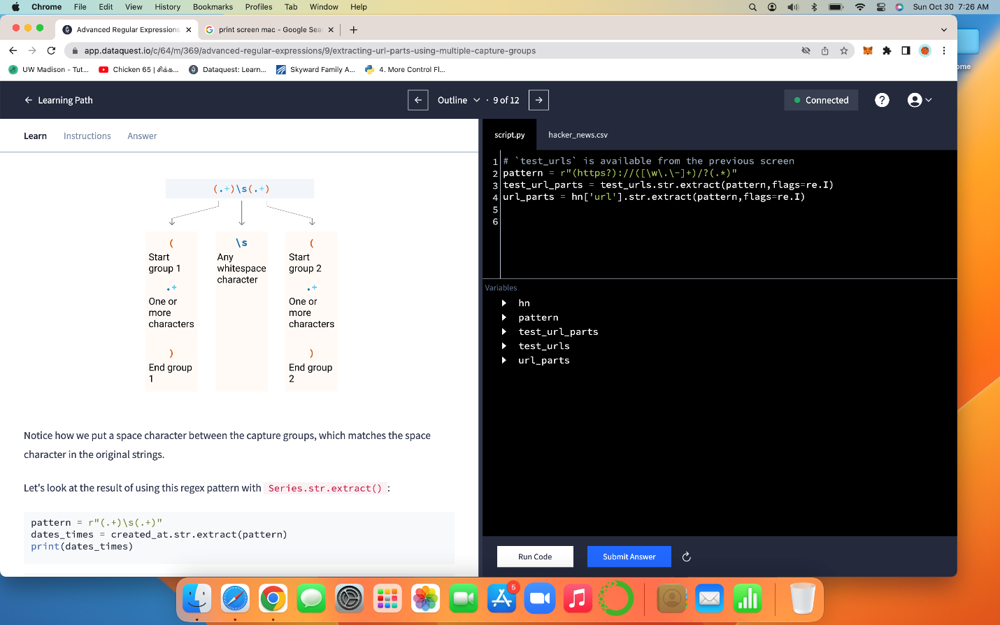 Chrome File Edit View History Bookmarks Profiles Tab Window Help Sun Oct 30 7:26 AM
Advanced Regular Expressions
print screen mac - Google Sea
app.dataquest.io/c/64/m/369/advanced-regular-expressions/9/extracting-url-parts-using-multiple-capture-groups
UW Madison - Tut... Dataquest: Learn... Skyward Family A... 4. More Control Fl...
Chicken 65 |
ome
← Learning Path
Outline · 9 of 12
Connected
?
Learn Instructions Answer
(.+)\s(.+)
(
Start
group 1
.+
One or
more
characters
)
End group
1
\s
Any
whitespace
character
(
Start
group 2
.+
One or
more
characters
)
End group
2
Notice how we put a space character between the capture groups, which matches the space
character in the original strings.
Let's look at the result of using this regex pattern with Series.str.extract() :
pattern = r"(.+)\s(.+)"
dates_times = created_at.str.extract(pattern)
print(dates_times)
script.py hacker_news.csv
1 # `test_urls` is available from the previous screen
2 pattern = r"(https?)://([\w\.\-]+)/?(.*)"
3 test_url_parts = test_urls.str.extract(pattern,flags=re.I)
4 url_parts = hn['url'].str.extract(pattern,flags=re.I)
5
6
Variables
hn
pattern
test_url_parts
test_urls
url_parts
Run Code Submit Answer
5